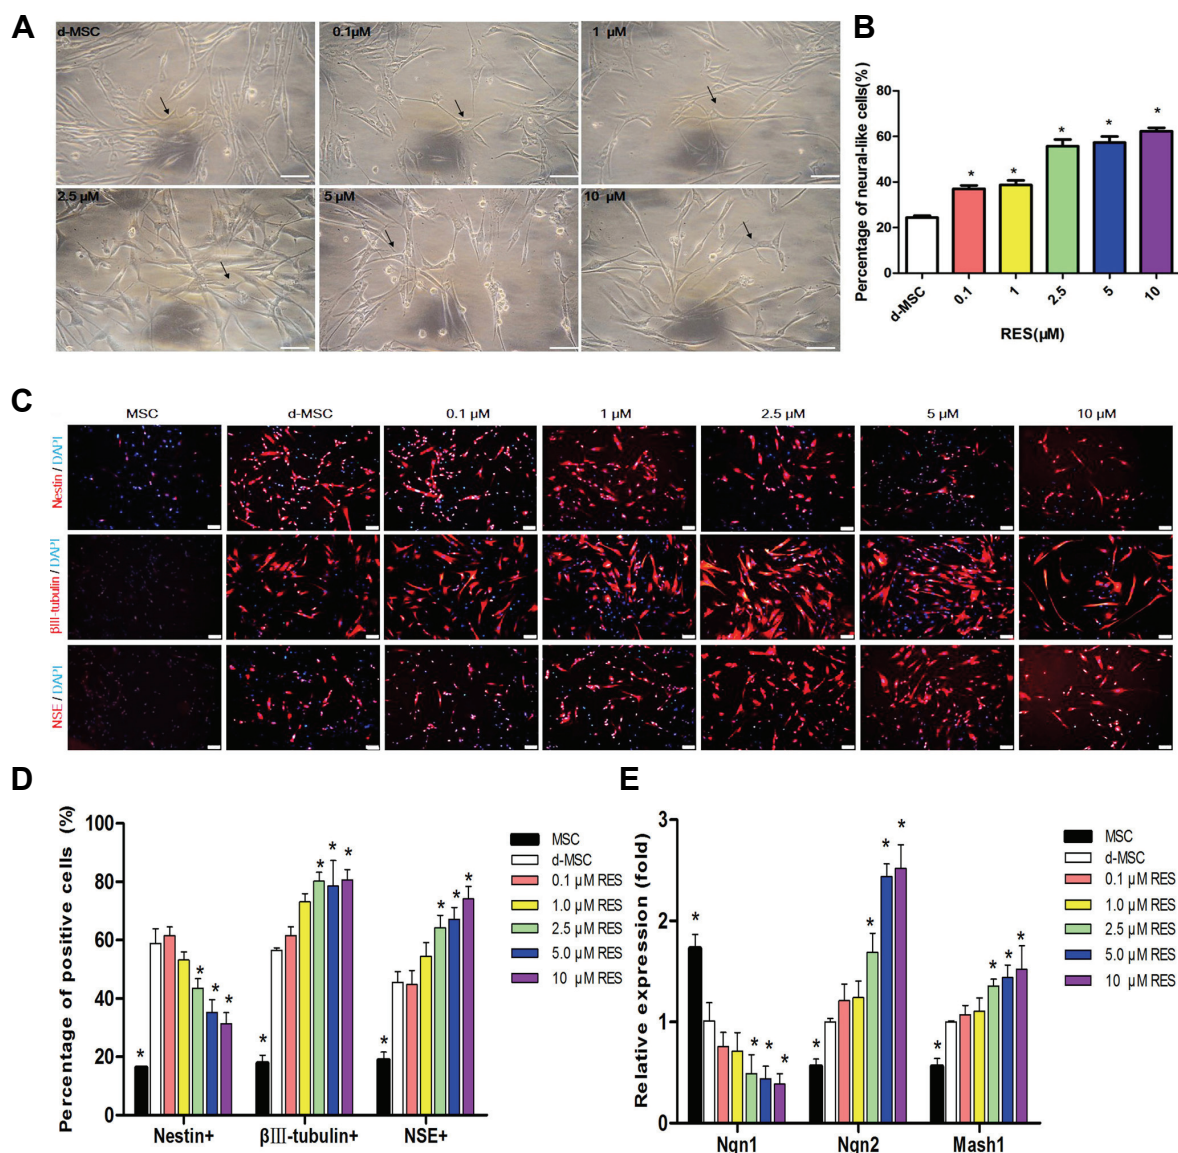 A
d-MSC
0.1µM
1 µM
2.5 µM
5 µM
10 µM
B
Percentage of neural-like cells(%)
80
60
40
20
0
*
*
*
*
*
d-MSC
0.1
1
2.5
5
10
RES(µM)
C
MSC
d-MSC
0.1 µM
1 µM
2.5 µM
5 µM
10 µM
Nestin / DAPI
βIII-tubulin / DAPI
NSE / DAPI
D
Percentage of positive cells (%)
100
80
60
40
20
0
*
*
*
*
*
*
*
*
*
*
*
*
Nestin+
βIII-tubulin+
NSE+
MSC
d-MSC
0.1 µM RES
1.0 µM RES
2.5 µM RES
5.0 µM RES
10 µM RES
E
Relative expression (fold)
3
2
1
0
*
*
*
*
*
*
*
*
*
*
*
*
Ngn1
Ngn2
Mash1
MSC
d-MSC
0.1 µM RES
1.0 µM RES
2.5 µM RES
5.0 µM RES
10 µM RES